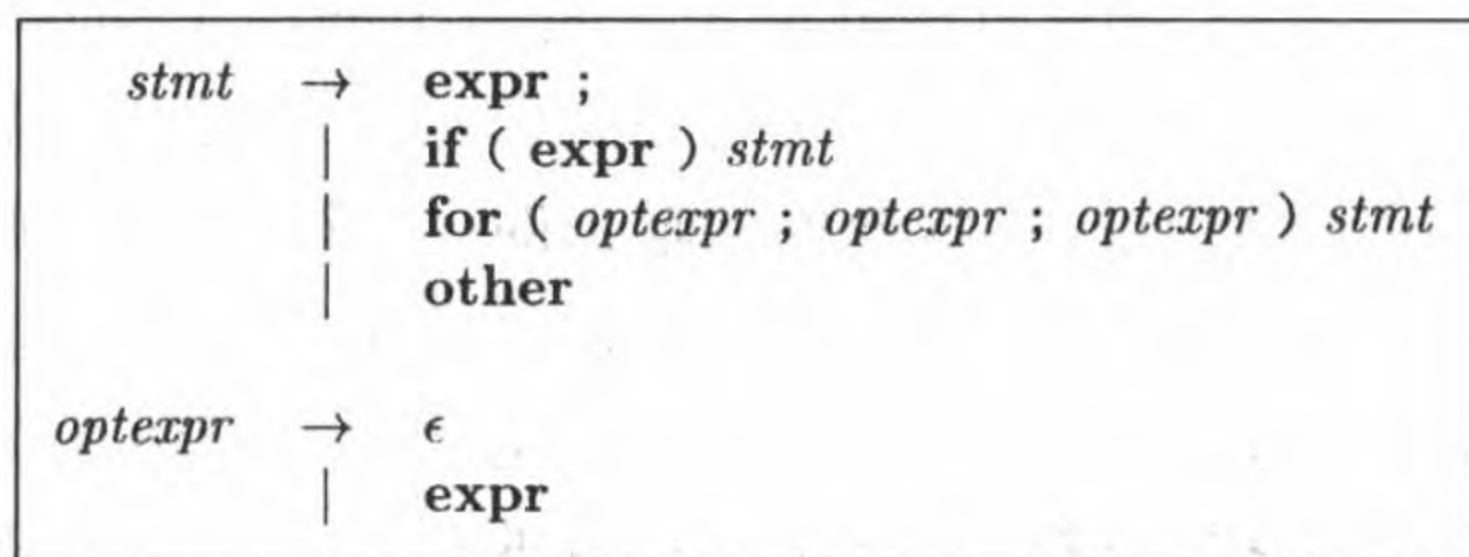 stmt → expr ;
| if ( expr ) stmt
| for ( optexpr ; optexpr ; optexpr ) stmt
| other
optexpr → ϵ
| expr